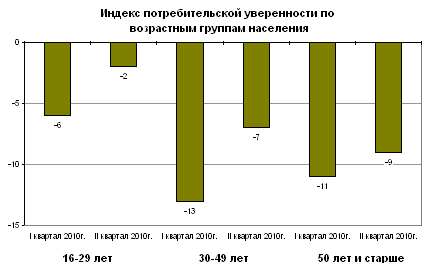 Индекс потребительской уверенности по
возрастным группам населения
0
-5
-10
-15
-6
-2
-13
-7
-11
-9
I квартал 2010г. II квартал 2010г. I квартал 2010г. II квартал 2010г. I квартал 2010г. II квартал 2010г.
16-29 лет 30-49 лет 50 лет и старше